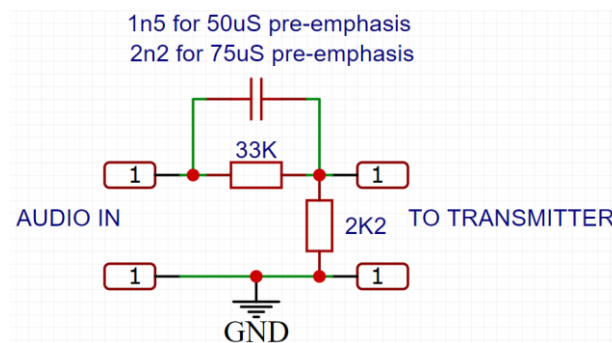 1n5 for 50uS pre-emphasis
2n2 for 75uS pre-emphasis
33K
1
1
AUDIO IN
2K2
TO TRANSMITTER
1
1
GND